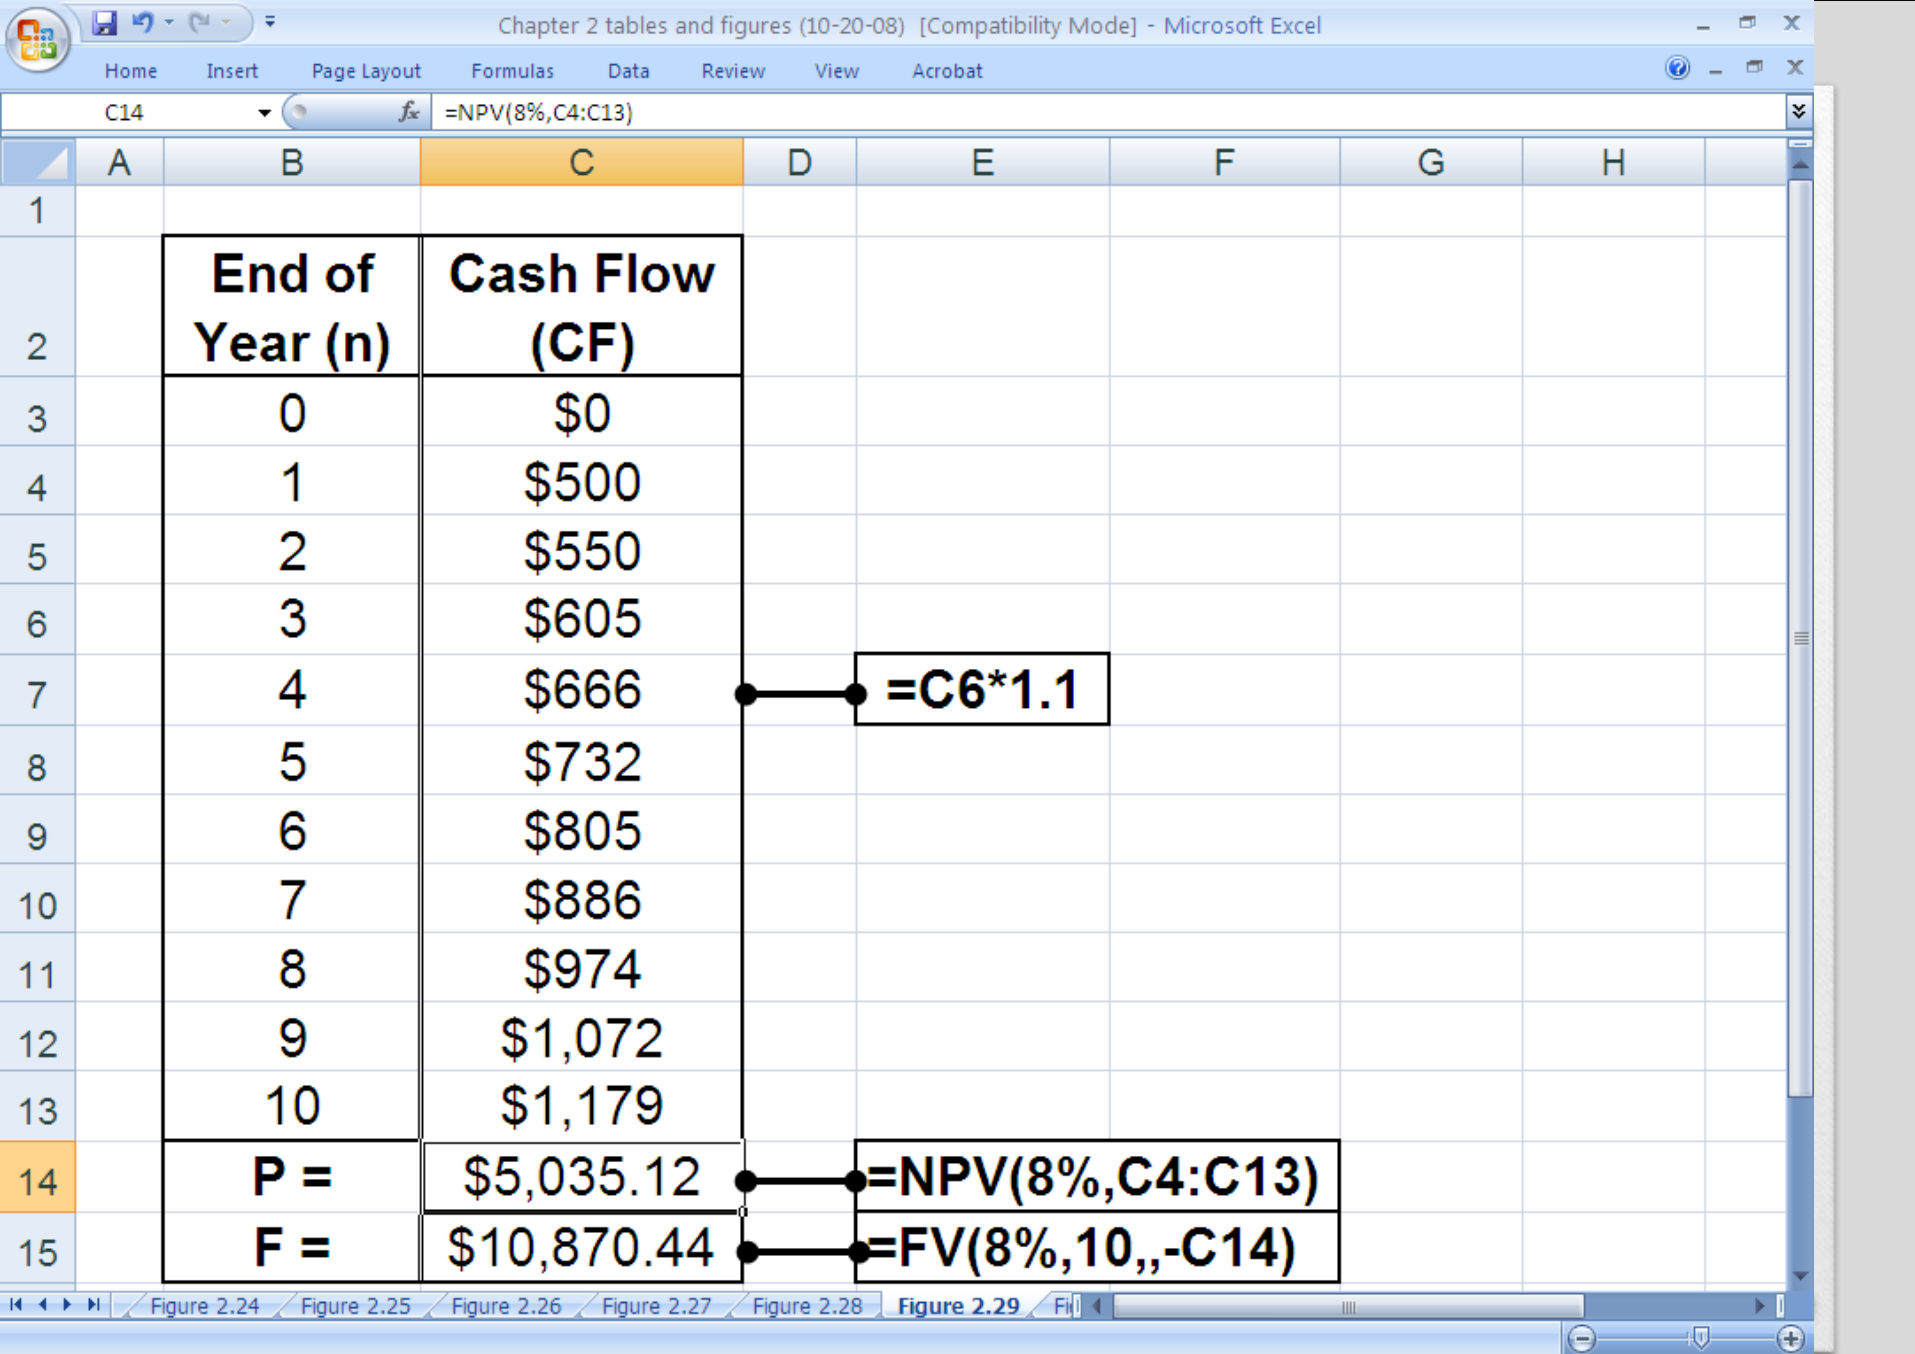 Chapter 2 tables and figures (10-20-08) [Compatibility Mode] - Microsoft Excel
Home Insert Page Layout Formulas Data Review View Acrobat
C14 fx =NPV(8%,C4:C13)
A B C D E F G H
1
2 End of Year (n) Cash Flow (CF)
3 0 $0
4 1 $500
5 2 $550
6 3 $605
7 4 $666 =C6*1.1
8 5 $732
9 6 $805
10 7 $886
11 8 $974
12 9 $1,072
13 10 $1,179
14 P = $5,035.12 =NPV(8%,C4:C13)
15 F = $10,870.44 =FV(8%,10,,-C14)
Figure 2.24 Figure 2.25 Figure 2.26 Figure 2.27 Figure 2.28 Figure 2.29